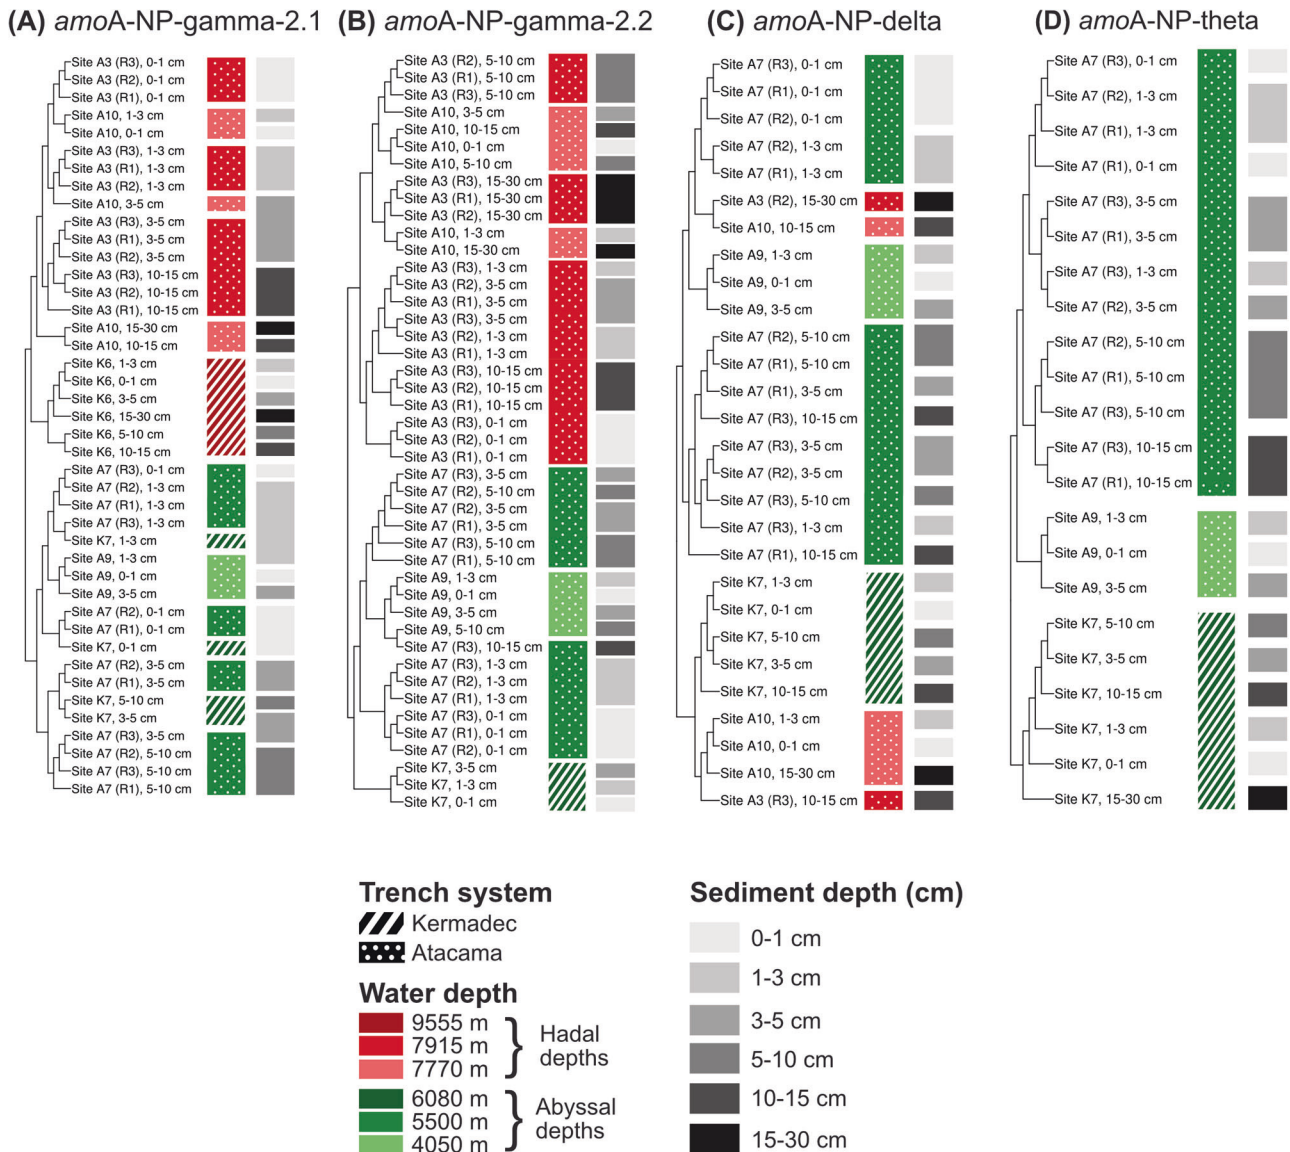 (A) amoA-NP-gamma-2.1
Site A3 (R3), 0-1 cm
Site A3 (R2), 0-1 cm
Site A3 (R1), 0-1 cm
Site A10, 1-3 cm
Site A10, 0-1 cm
Site A3 (R3), 1-3 cm
Site A3 (R1), 1-3 cm
Site A3 (R2), 1-3 cm
Site A10, 3-5 cm
Site A3 (R3), 3-5 cm
Site A3 (R1), 3-5 cm
Site A3 (R2), 3-5 cm
Site A3 (R3), 10-15 cm
Site A3 (R2), 10-15 cm
Site A3 (R1), 10-15 cm
Site A10, 15-30 cm
Site A10, 10-15 cm
Site K6, 1-3 cm
Site K6, 0-1 cm
Site K6, 3-5 cm
Site K6, 15-30 cm
Site K6, 5-10 cm
Site K6, 10-15 cm
Site A7 (R3), 0-1 cm
Site A7 (R2), 1-3 cm
Site A7 (R1), 1-3 cm
Site A7 (R3), 1-3 cm
Site K7, 1-3 cm
Site A9, 1-3 cm
Site A9, 0-1 cm
Site A9, 3-5 cm
Site A7 (R2), 0-1 cm
Site A7 (R1), 0-1 cm
Site K7, 0-1 cm
Site A7 (R2), 3-5 cm
Site A7 (R1), 3-5 cm
Site K7, 5-10 cm
Site K7, 3-5 cm
Site A7 (R3), 3-5 cm
Site A7 (R2), 5-10 cm
Site A7 (R3), 5-10 cm
Site A7 (R1), 5-10 cm
(B) amoA-NP-gamma-2.2
Site A3 (R2), 5-10 cm
Site A3 (R1), 5-10 cm
Site A3 (R3), 5-10 cm
Site A10, 3-5 cm
Site A10, 10-15 cm
Site A10, 0-1 cm
Site A10, 5-10 cm
Site A3 (R3), 15-30 cm
Site A3 (R1), 15-30 cm
Site A3 (R2), 15-30 cm
Site A10, 1-3 cm
Site A10, 15-30 cm
Site A3 (R3), 1-3 cm
Site A3 (R2), 3-5 cm
Site A3 (R1), 3-5 cm
Site A3 (R3), 3-5 cm
Site A3 (R2), 1-3 cm
Site A3 (R1), 1-3 cm
Site A3 (R3), 10-15 cm
Site A3 (R2), 10-15 cm
Site A3 (R1), 10-15 cm
Site A3 (R3), 0-1 cm
Site A3 (R2), 0-1 cm
Site A3 (R1), 0-1 cm
Site A7 (R3), 3-5 cm
Site A7 (R2), 5-10 cm
Site A7 (R2), 3-5 cm
Site A7 (R1), 3-5 cm
Site A7 (R3), 5-10 cm
Site A7 (R1), 5-10 cm
Site A9, 1-3 cm
Site A9, 0-1 cm
Site A9, 3-5 cm
Site A9, 5-10 cm
Site A7 (R3), 10-15 cm
Site A7 (R3), 1-3 cm
Site A7 (R2), 1-3 cm
Site A7 (R1), 1-3 cm
Site A7 (R3), 0-1 cm
Site A7 (R1), 0-1 cm
Site A7 (R2), 0-1 cm
Site K7, 3-5 cm
Site K7, 1-3 cm
Site K7, 0-1 cm
(C) amoA-NP-delta
Site A7 (R3), 0-1 cm
Site A7 (R1), 0-1 cm
Site A7 (R2), 0-1 cm
Site A7 (R2), 1-3 cm
Site A7 (R1), 1-3 cm
Site A3 (R2), 15-30 cm
Site A10, 10-15 cm
Site A9, 1-3 cm
Site A9, 0-1 cm
Site A9, 3-5 cm
Site A7 (R2), 5-10 cm
Site A7 (R1), 5-10 cm
Site A7 (R1), 3-5 cm
Site A7 (R3), 10-15 cm
Site A7 (R3), 3-5 cm
Site A7 (R2), 3-5 cm
Site A7 (R3), 5-10 cm
Site A7 (R3), 1-3 cm
Site A7 (R1), 10-15 cm
Site K7, 1-3 cm
Site K7, 0-1 cm
Site K7, 5-10 cm
Site K7, 3-5 cm
Site K7, 10-15 cm
Site A10, 1-3 cm
Site A10, 0-1 cm
Site A10, 15-30 cm
Site A3 (R3), 10-15 cm
(D) amoA-NP-theta
Site A7 (R3), 0-1 cm
Site A7 (R2), 1-3 cm
Site A7 (R1), 1-3 cm
Site A7 (R1), 0-1 cm
Site A7 (R3), 3-5 cm
Site A7 (R1), 3-5 cm
Site A7 (R3), 1-3 cm
Site A7 (R2), 3-5 cm
Site A7 (R2), 5-10 cm
Site A7 (R1), 5-10 cm
Site A7 (R3), 5-10 cm
Site A7 (R3), 10-15 cm
Site A7 (R1), 10-15 cm
Site A9, 1-3 cm
Site A9, 0-1 cm
Site A9, 3-5 cm
Site K7, 5-10 cm
Site K7, 3-5 cm
Site K7, 10-15 cm
Site K7, 1-3 cm
Site K7, 0-1 cm
Site K7, 15-30 cm
Trench system
Kermadec
Atacama
Water depth
9555 m
7915 m
7770 m
Hadal
depths
6080 m
5500 m
4050 m
Abyssal
depths
Sediment depth (cm)
0-1 cm
1-3 cm
3-5 cm
5-10 cm
10-15 cm
15-30 cm